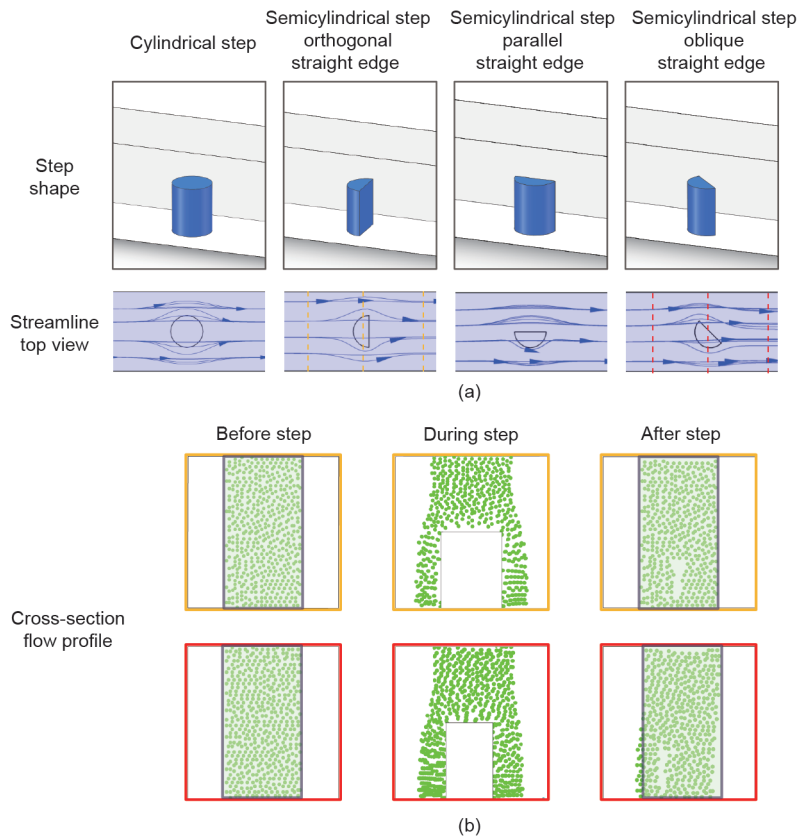 Cylindrical step
Semicylindrical step
orthogonal
straight edge
Semicylindrical step
parallel
straight edge
Semicylindrical step
oblique
straight edge
Step
shape
Streamline
top view
(a)
Before step
During step
After step
Cross-section
flow profile
(b)